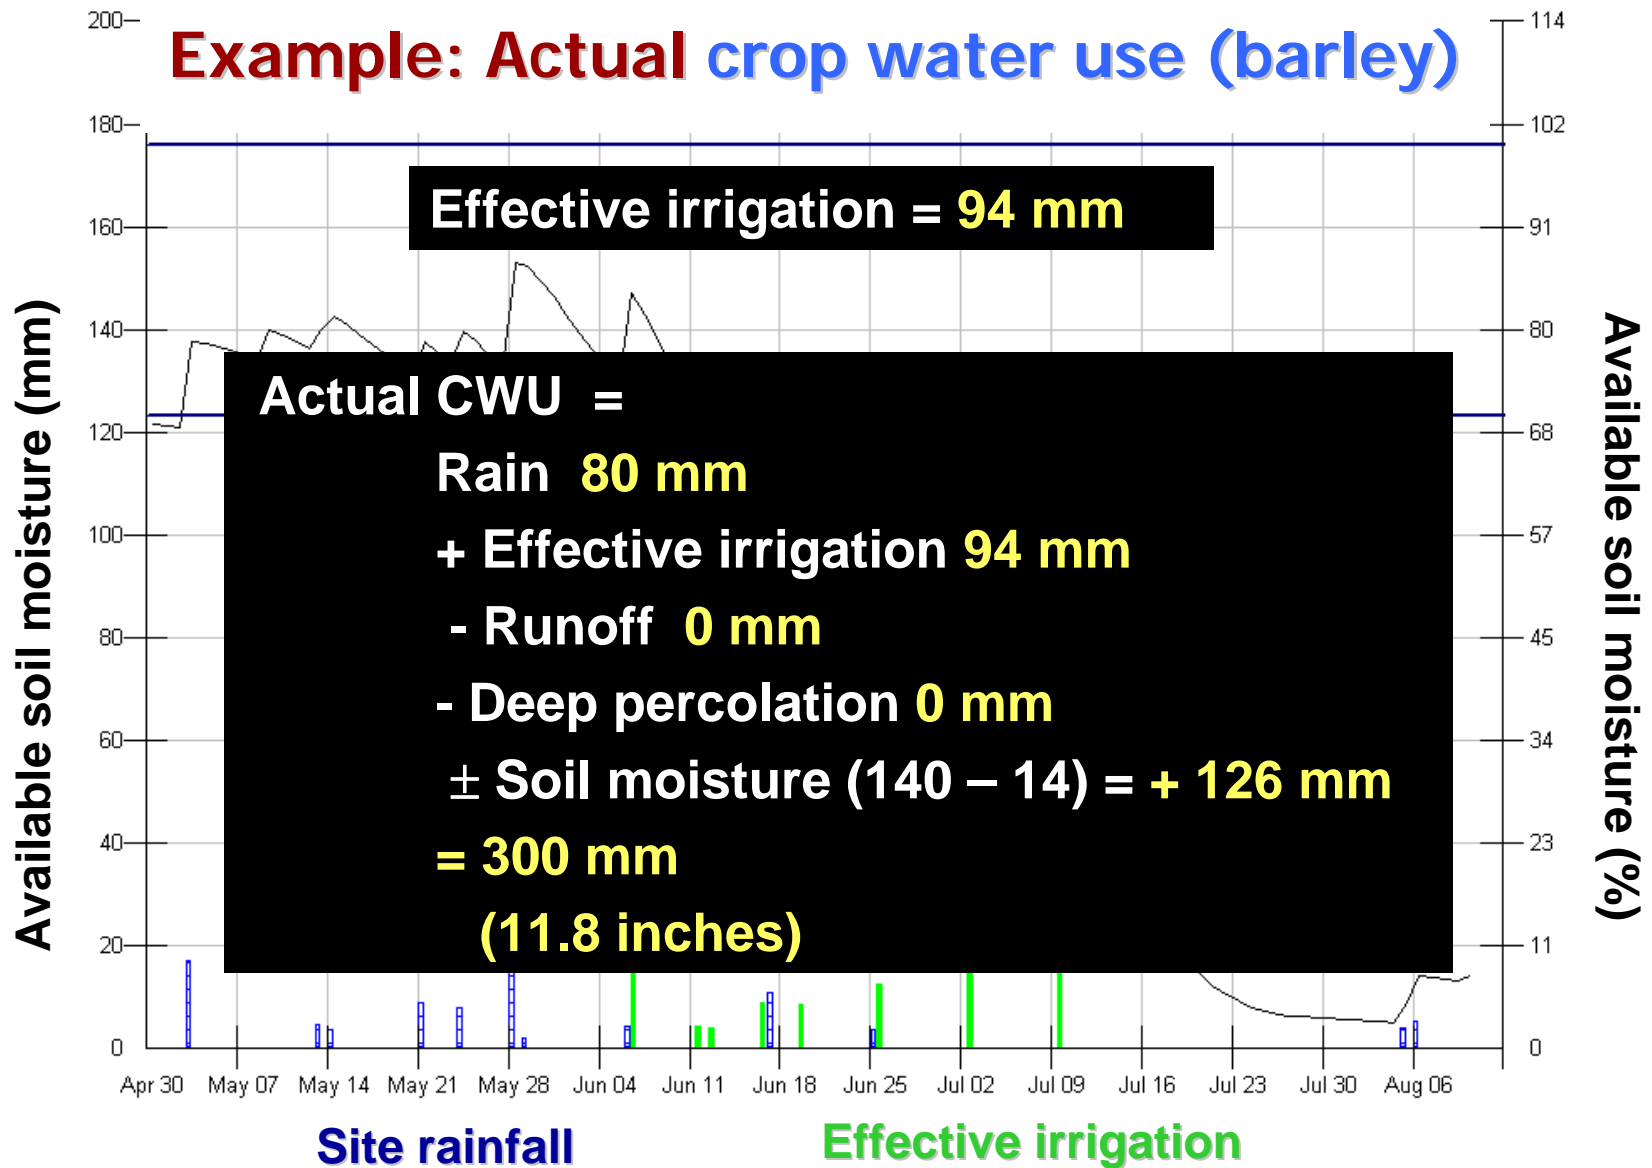 Example: Actual crop water use (barley)
200
180
160
140
120
100
80
60
40
20
0
114
102
91
80
68
57
45
34
23
11
0
Available soil moisture (mm)
Available soil moisture (%)
Effective irrigation = 94 mm
Actual CWU =
Rain 80 mm
+ Effective irrigation 94 mm
- Runoff 0 mm
- Deep percolation 0 mm
± Soil moisture (140 – 14) = + 126 mm
= 300 mm
(11.8 inches)
Apr 30 May 07 May 14 May 21 May 28 Jun 04 Jun 11 Jun 18 Jun 25 Jul 02 Jul 09 Jul 16 Jul 23 Jul 30 Aug 06
Site rainfall Effective irrigation